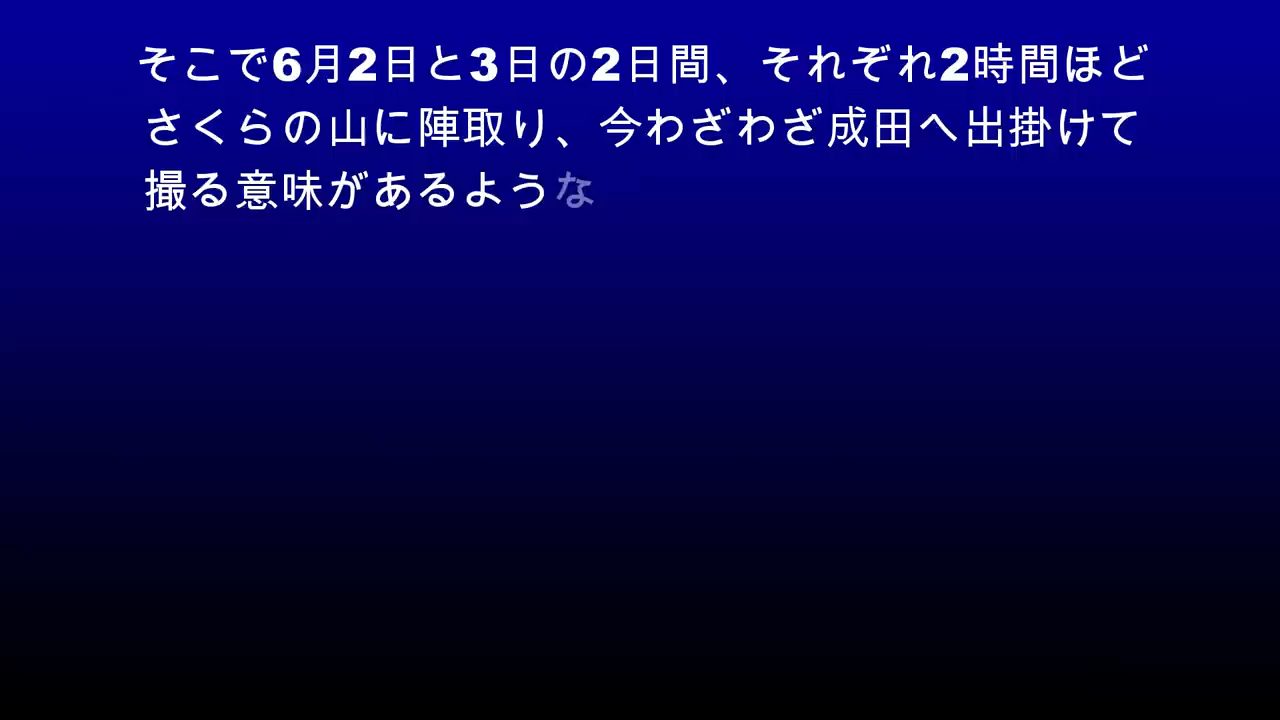 そこで6月2日と3日の2日間、それぞれ2時間ほど
さくらの山に陣取り、今わざわざ成田へ出掛けて
撮る意味があるような